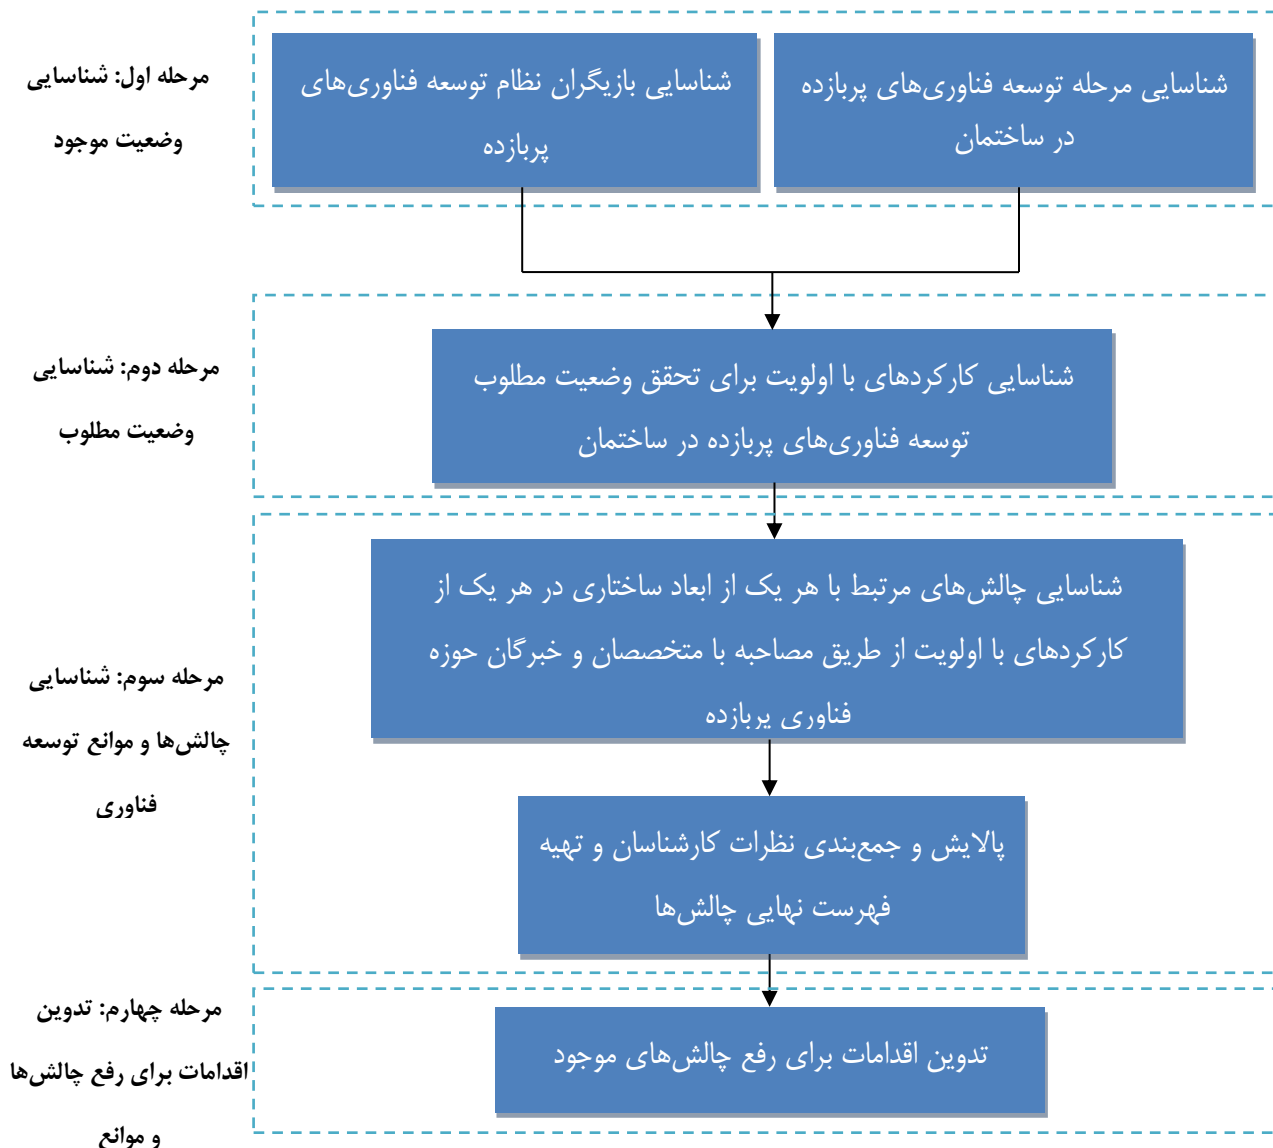 مرحله اول: شناسایی
وضعیت موجود
شناسایی مرحله توسعه فناوری‌های پربازده
در ساختمان
شناسایی بازیگران نظام توسعه فناوری‌های
پربازده
مرحله دوم: شناسایی
وضعیت مطلوب
شناسایی کارکردهای با اولویت برای تحقق وضعیت مطلوب
توسعه فناوری‌های پربازده در ساختمان
مرحله سوم: شناسایی
چالش‌ها و موانع توسعه
فناوری
شناسایی چالش‌های مرتبط با هر یک از ابعاد ساختاری در هر یک از
کارکردهای با اولویت از طریق مصاحبه با متخصصان و خبرگان حوزه
فناوری پربازده
پالایش و جمع‌بندی نظرات کارشناسان و تهیه
فهرست نهایی چالش‌ها
مرحله چهارم: تدوین
اقدامات برای رفع چالش‌ها
و موانع
تدوین اقدامات برای رفع چالش‌های موجود